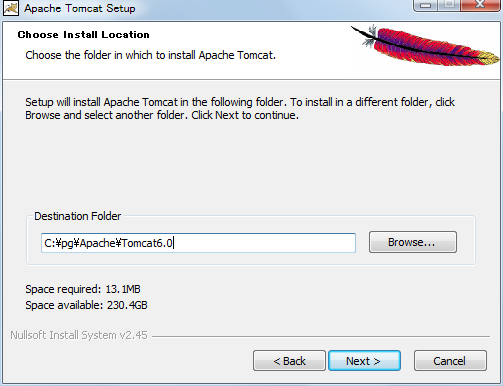 Apache Tomcat Setup
Choose Install Location
Choose the folder in which to install Apache Tomcat.
Setup will install Apache Tomcat in the following folder. To install in a different folder, click
Browse and select another folder. Click Next to continue.
Destination Folder
C:¥pg¥Apache¥Tomcat6.0
Browse...
Space required: 13.1MB
Space available: 230.4GB
Nullsoft Install System v2.45
< Back
Next >
Cancel